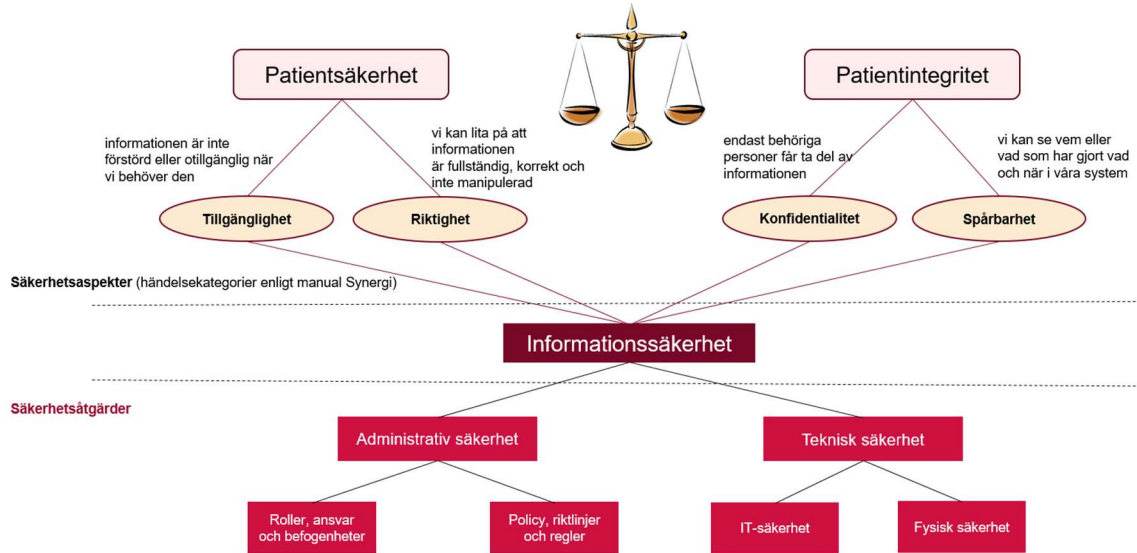 Patientsäkerhet
Patientintegritet
informationen är inte
förstörd eller otillgänglig när
vi behöver den
vi kan lita på att
informationen
är fullständig, korrekt och
inte manipulerad
endast behöriga
personer får ta del av
informationen
vi kan se vem eller
vad som har gjort vad
och när i våra system
Tillgänglighet
Riktighet
Konfidentialitet
Spårbarhet
Säkerhetsaspekter (händelsekategorier enligt manual Synergi)
Informationssäkerhet
Säkerhetsåtgärder
Administrativ säkerhet
Teknisk säkerhet
Roller, ansvar
och befogenheter
Policy, riktlinjer
och regler
IT-säkerhet
Fysisk säkerhet